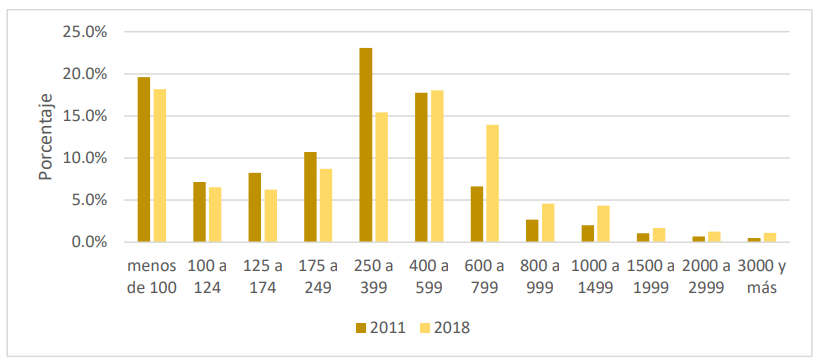 25.0%
20.0%
15.0%
10.0%
5.0%
0.0%
Porcentaje
menos de 100
100 a 124
125 a 174
175 a 249
250 a 399
400 a 599
600 a 799
800 a 999
1000 a 1499
1500 a 1999
2000 a 2999
3000 y más
2011 2018